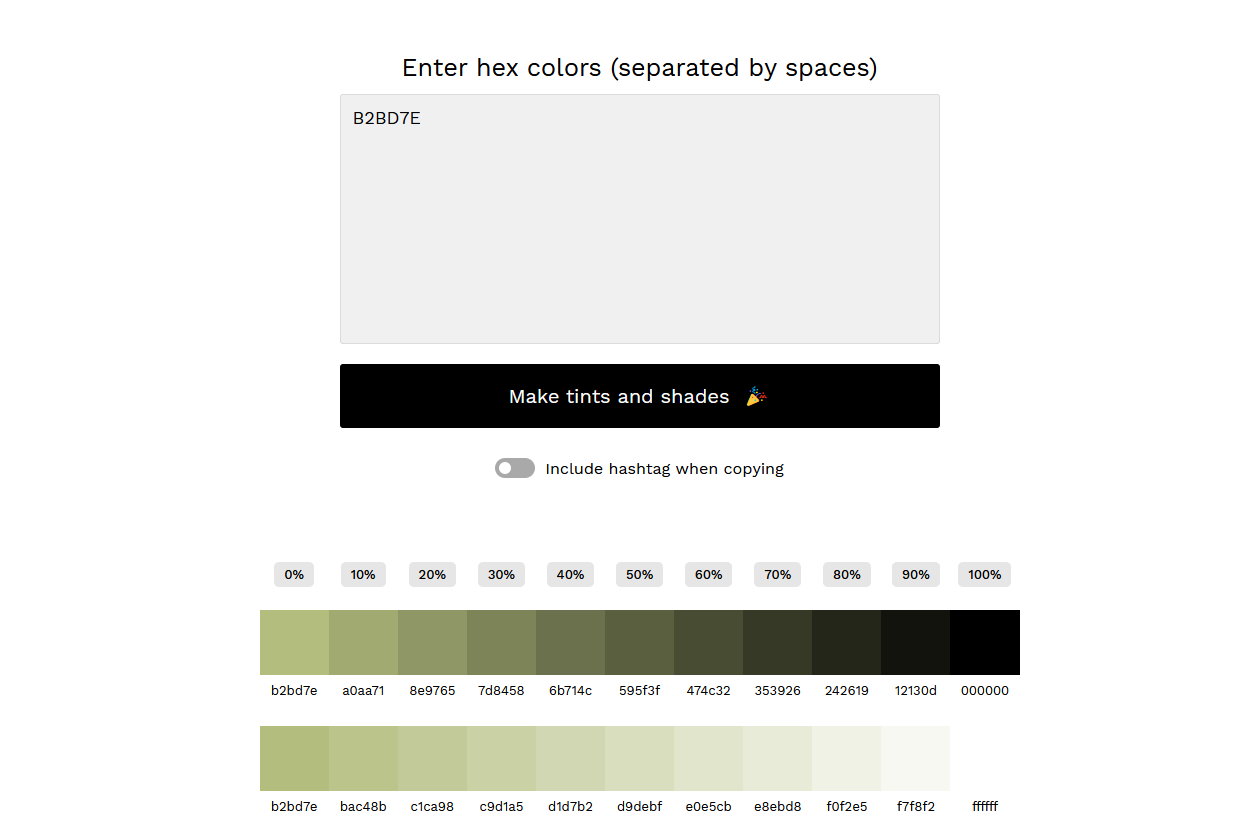 Enter hex colors (separated by spaces)
B2BD7E
Make tints and shades 🎉
Include hashtag when copying
0% 10% 20% 30% 40% 50% 60% 70% 80% 90% 100%
b2bd7e a0aa71 8e9765 7d8458 6b714c 595f3f 474c32 353926 242619 12130d 000000
b2bd7e bac48b c1ca98 c9d1a5 d1d7b2 d9debf e0e5cb e8ebd8 f0f2e5 f7f8f2 ffffff